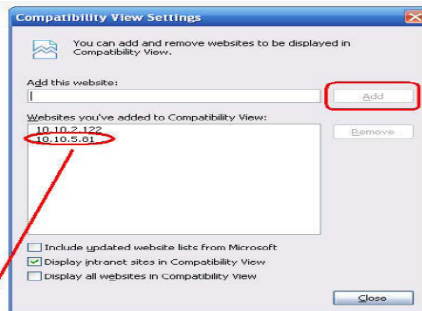 Compatibility View Settings
You can add and remove websites to be displayed in
Compatibility View.
Add this website:
Add
Websites you've added to Compatibility View:
10.10.2.122
10.10.5.81
Remove
Include updated website lists from Microsoft
Display intranet sites in Compatibility View
Display all websites in Compatibility View
Close